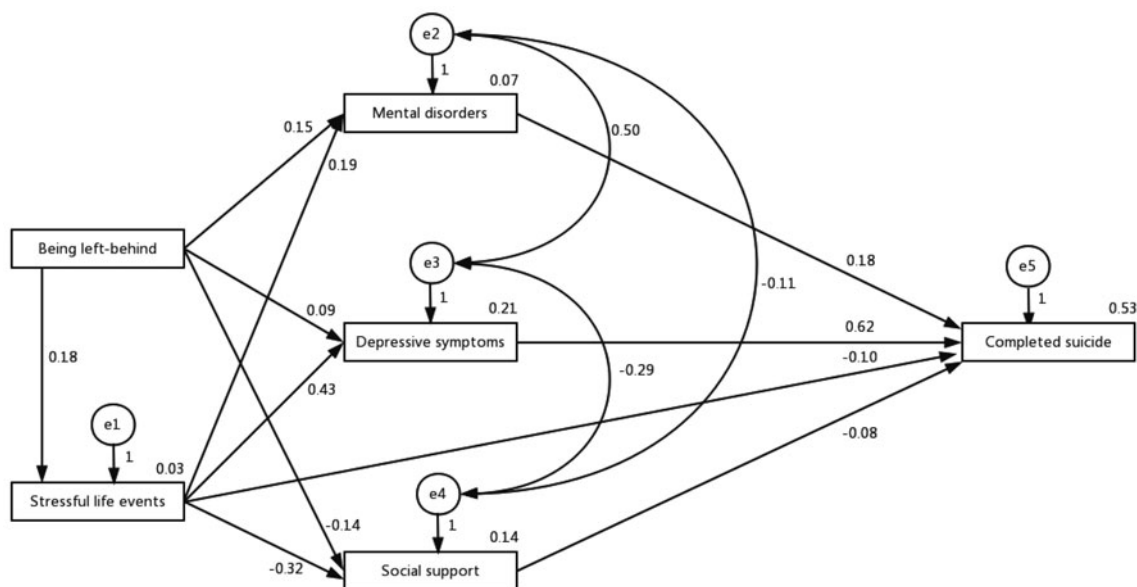 e2
1
0.07
Mental disorders
0.15
0.50
0.19
Being left-behind
e3
e5
0.18
-0.11
1
1
0.09
0.21
0.53
Depressive symptoms
0.62
Completed suicide
0.18
-0.10
-0.29
0.43
e1
-0.08
1
0.03
Stressful life events
e4
-0.14
1
0.14
-0.32
Social support